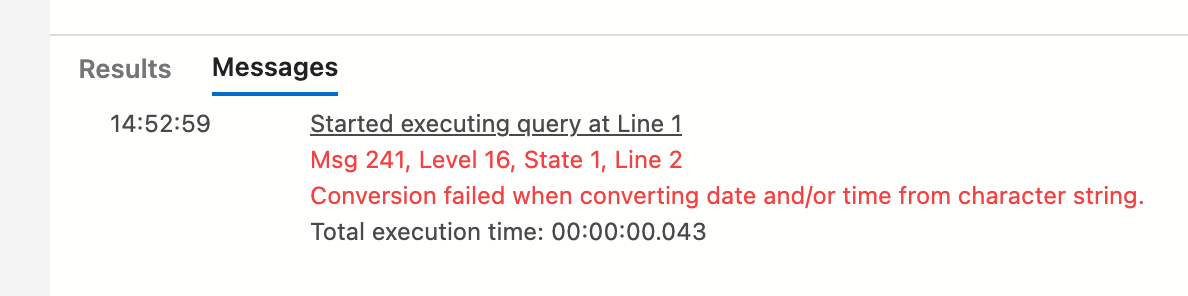 Results Messages
14:52:59 Started executing query at Line 1
Msg 241, Level 16, State 1, Line 2
Conversion failed when converting date and/or time from character string.
Total execution time: 00:00:00.043